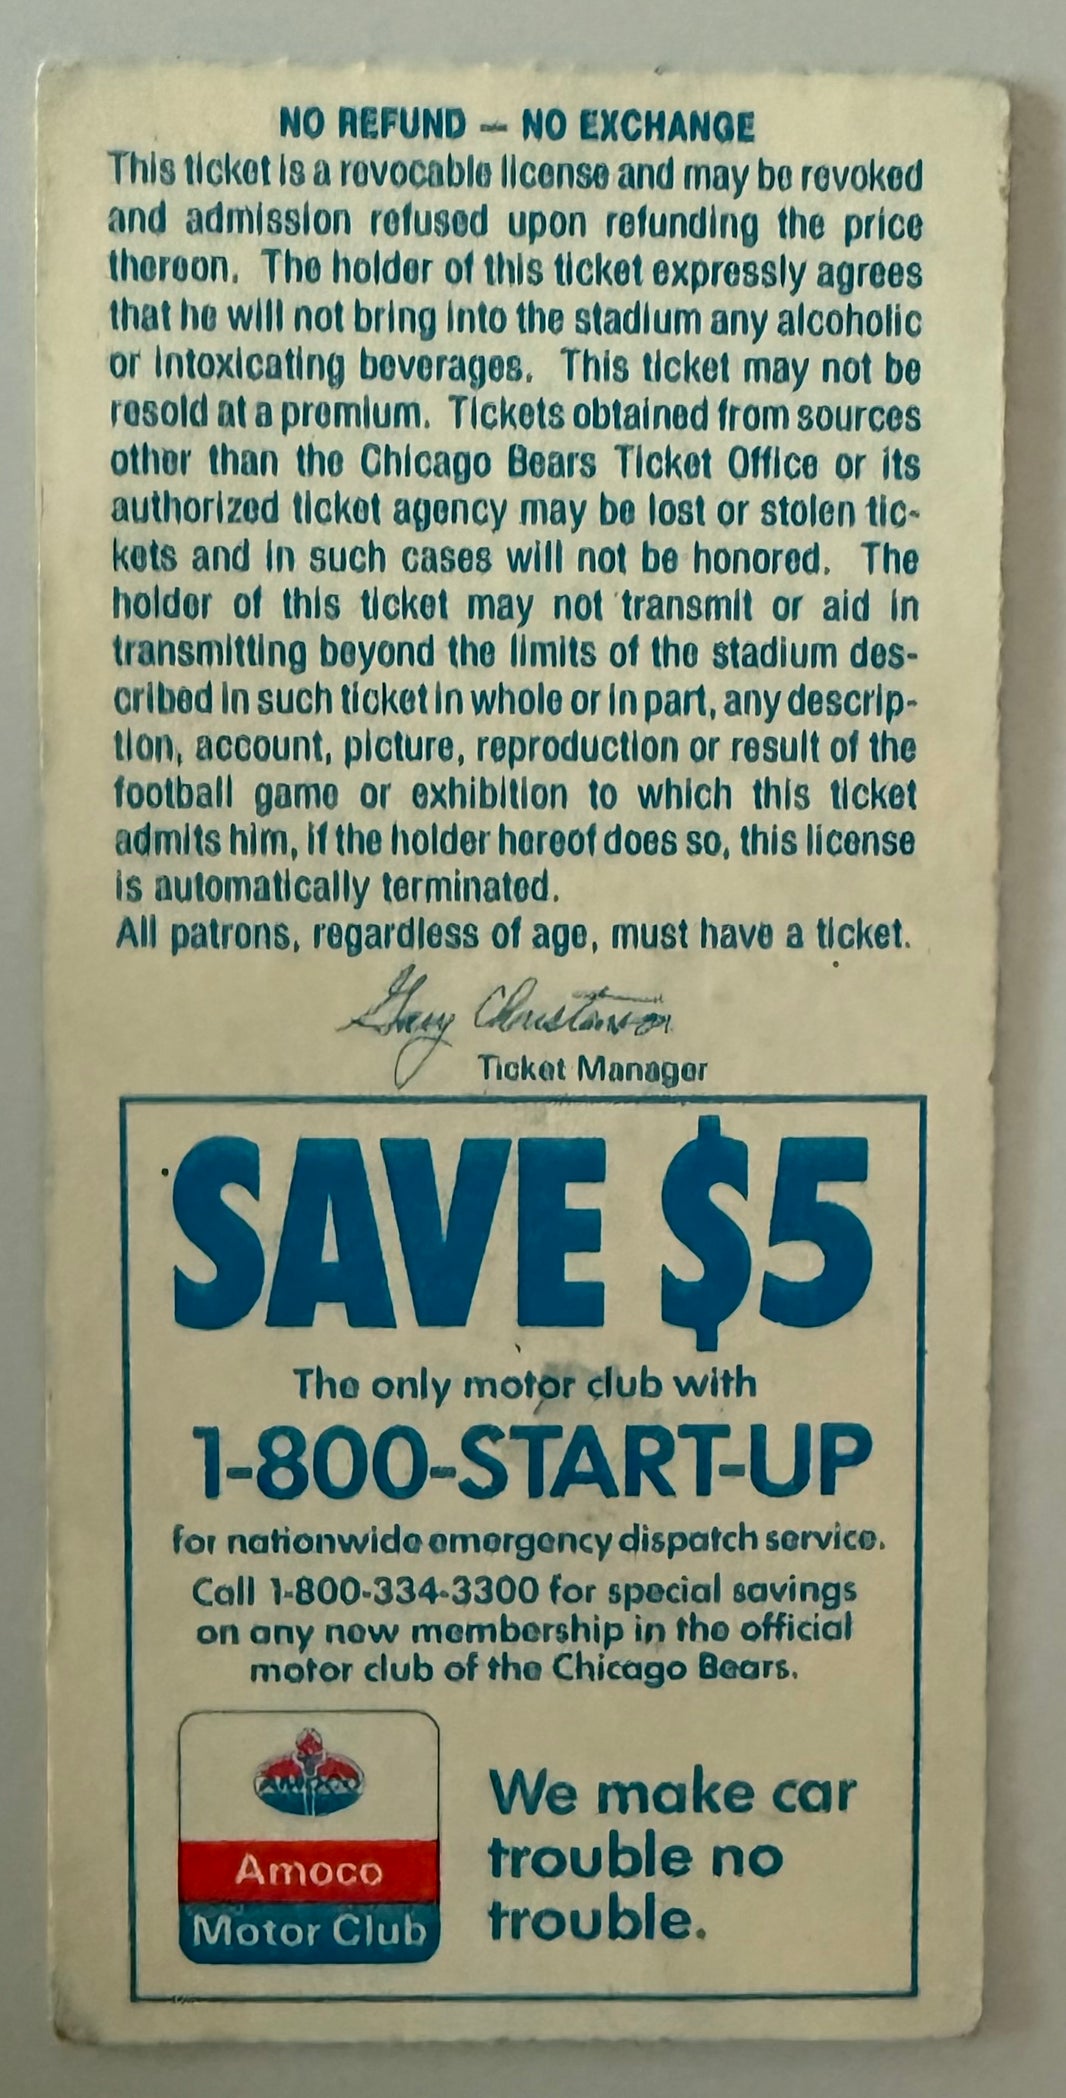 NO REFUND — NO EXCHANGE
This ticket is a revocable license and may be revoked
and admission refused upon refunding the price
thereon. The holder of this ticket expressly agrees
that he will not bring into the stadium any alcoholic
or intoxicating beverages. This ticket may not be
resold at a premium. Tickets obtained from sources
other than the Chicago Bears Ticket Office or its
authorized ticket agency may be lost or stolen tic-
kets and in such cases will not be honored. The
holder of this ticket may not transmit or aid in
transmitting beyond the limits of the stadium des-
cribed in such ticket in whole or in part, any descrip-
tion, account, picture, reproduction or result of the
football game or exhibition to which this ticket
admits him, if the holder hereof does so, this license
is automatically terminated.
All patrons, regardless of age, must have a ticket.
Gary Christenson
Ticket Manager
SAVE $5
The only motor club with
1-800-START-UP
for nationwide emergency dispatch service.
Call 1-800-334-3300 for special savings
on any new membership in the official
motor club of the Chicago Bears.
AMOCO
Amoco
Motor Club
We make car
trouble no
trouble.